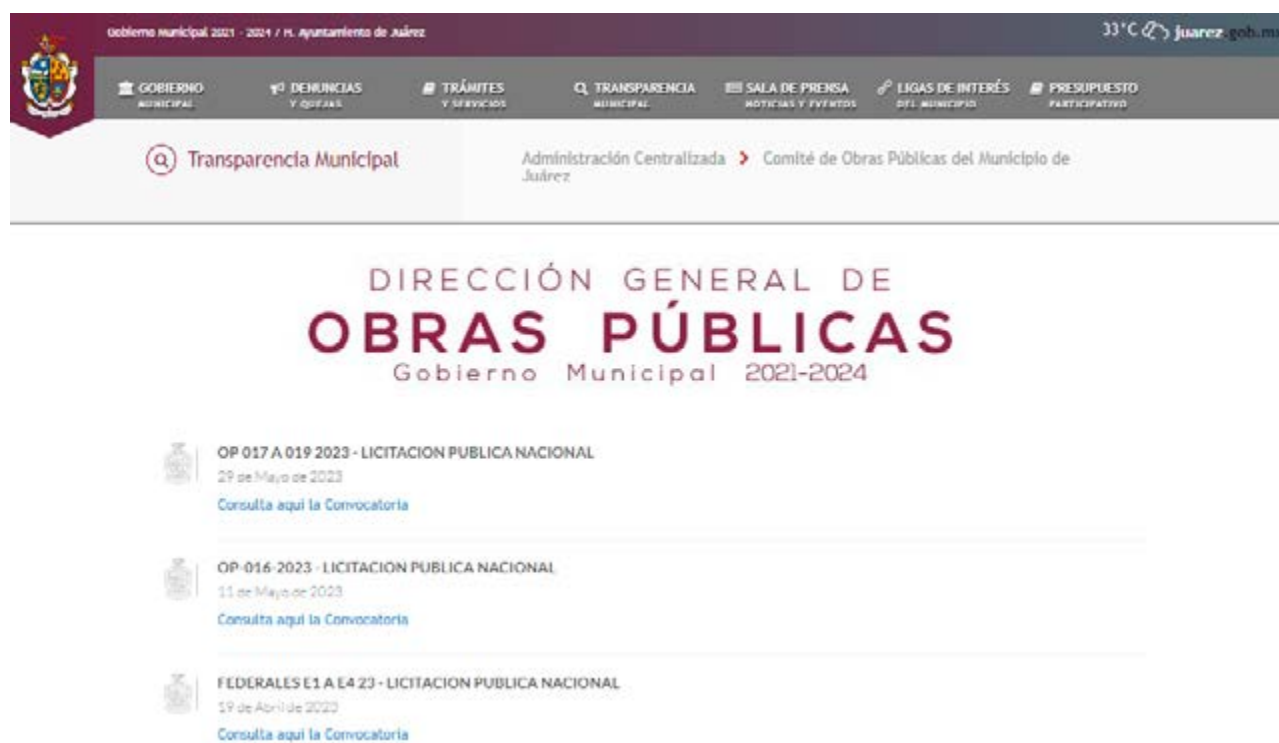 Gobierno Municipal 2021 - 2024 / H. Ayuntamiento de Juárez
33°C juarez.gob.mx
GOBIERNO MUNICIPAL
DENUNCIAS Y QUEJAS
TRÁMITES Y SERVICIOS
TRANSPARENCIA MUNICIPAL
SALA DE PRENSA NOTICIAS Y EVENTOS
LIGAS DE INTERÉS DEL MUNICIPIO
PRESUPUESTO PARTICIPATIVO
Transparencia Municipal
Administración Centralizada > Comité de Obras Públicas del Municipio de
Juárez
DIRECCIÓN GENERAL DE
OBRAS PÚBLICAS
Gobierno Municipal 2021-2024
OP 017 A 019 2023 - LICITACION PUBLICA NACIONAL
29 de Mayo de 2023
Consulta aqui la Convocatoria
OP-016-2023 - LICITACION PUBLICA NACIONAL
11 de Mayo de 2023
Consulta aqui la Convocatoria
FEDERALES E1 A E4 23 - LICITACION PUBLICA NACIONAL
19 de Abril de 2023
Consulta aqui la Convocatoria